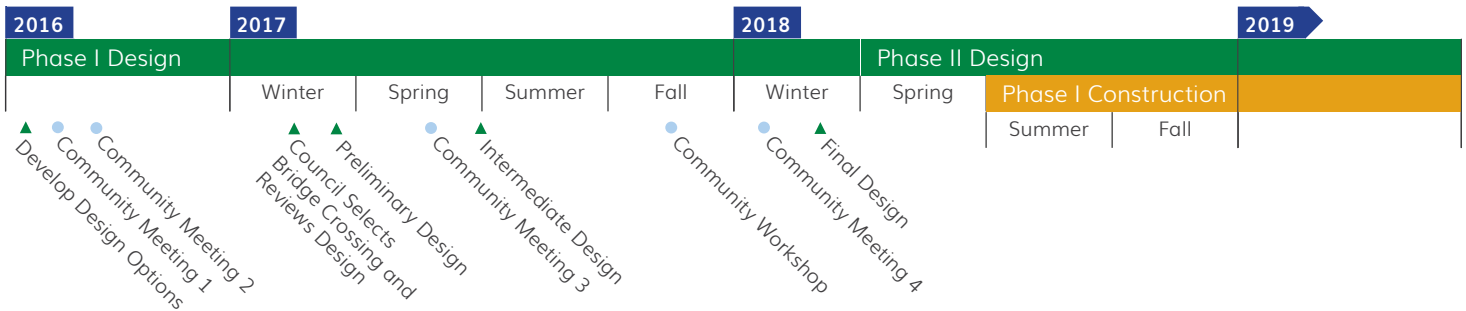 2016
2017
2018
2019
Phase I Design
Phase II Design
Winter
Spring
Summer
Fall
Winter
Spring
Phase I Construction
Summer
Fall
Develop Design Options
Community Meeting 1
Community Meeting 2
Council Selects
Bridge Crossing and
Reviews Design
Preliminary Design
Community Meeting 3
Intermediate Design
Community Workshop
Community Meeting 4
Final Design